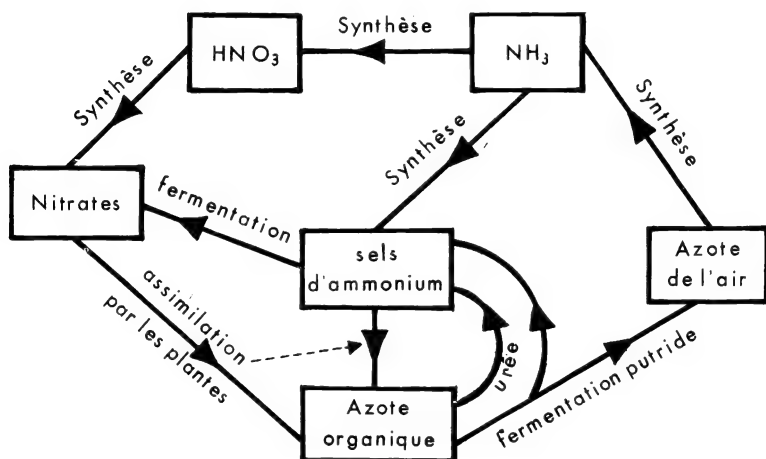 Synthèse
HNO₃
NH₃
Synthèse
Synthèse
Synthèse
Nitrates
fermentation
sels
d'ammonium
Azote
de l'air
assimilation
par les plantes
urée
Azote
organique
fermentation putride